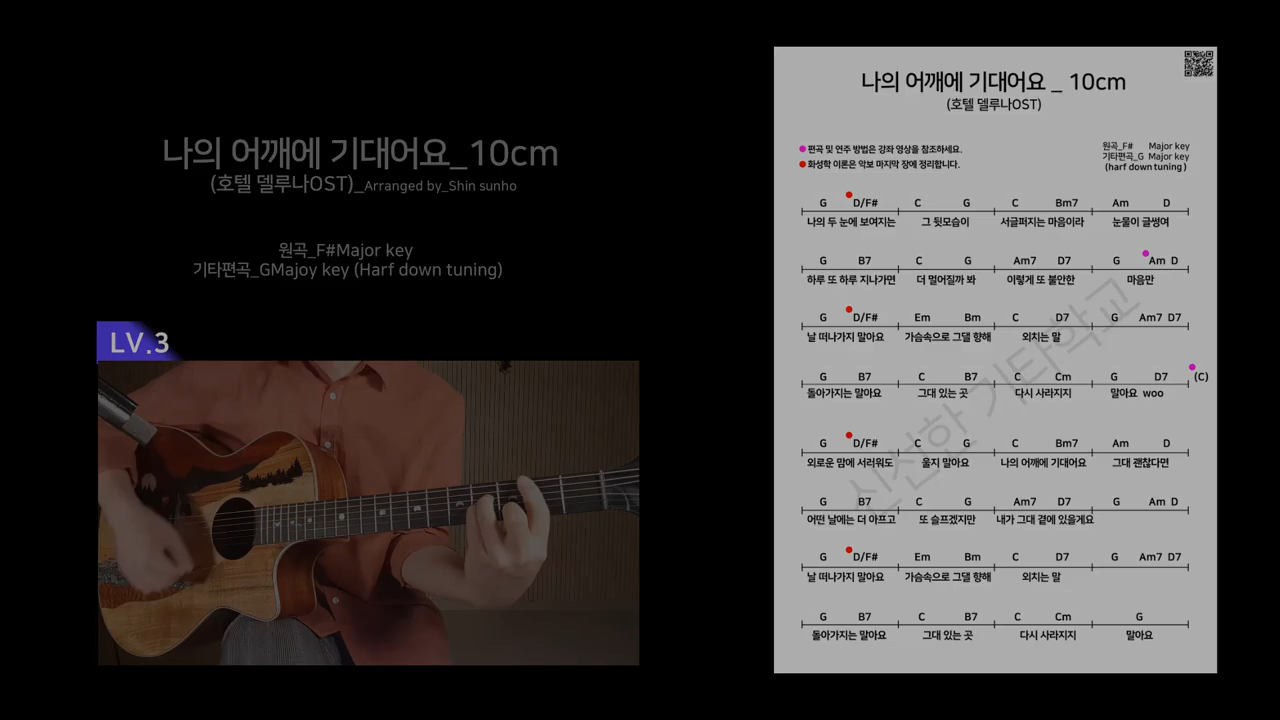 나의 어깨에 기대어요_10cm
(호텔 델루나OST)_Arranged by_Shin sunho
원곡_F#Major key
기타편곡_GMajoy key (Harf down tuning)
LV.3
나의 어깨에 기대어요 _ 10cm
(호텔 델루나OST)
편곡 및 연주 방법은 강좌 영상을 참조하세요.
화성학 이론은 악보 마지막 장에 정리합니다.
원곡_F# Major key
기타편곡_G Major key
(harf down tuning)
G D/F# C G C Bm7 Am D
나의 두 눈에 보여지는 그 뒷모습이 서글퍼지는 마음이라 눈물이 글썽여
G B7 C G Am7 D7 G Am D
하루 또 하루 지나가면 더 멀어질까 봐 이렇게 또 불안한 마음만
G D/F# Em Bm C D7 G Am7 D7
날 떠나가지 말아요 가슴속으로 그댈 향해 외치는 말
G B7 C B7 C Cm G D7 (C)
돌아가지는 말아요 그대 있는 곳 다시 사라지지 말아요 woo
G D/F# C G C Bm7 Am D
외로운 맘에 서러워도 울지 말아요 나의 어깨에 기대어요 그대 괜찮다면
G B7 C G Am7 D7 G Am D
어떤 날에는 더 아프고 또 슬프겠지만 내가 그대 곁에 있을게요
G D/F# Em Bm C D7 G Am7 D7
날 떠나가지 말아요 가슴속으로 그댈 향해 외치는 말
G B7 C B7 C Cm G
돌아가지는 말아요 그대 있는 곳 다시 사라지지 말아요
신선한 기타학교